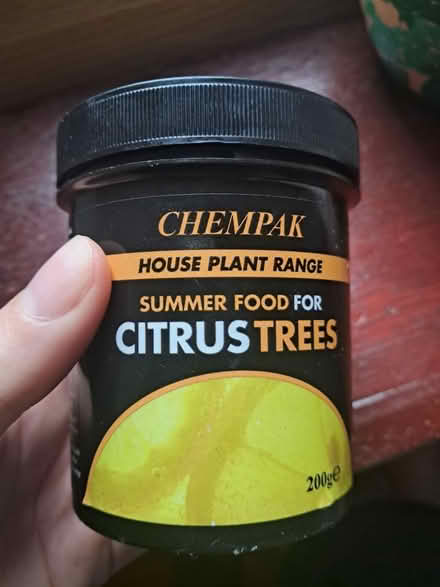 CHEMPAK
HOUSE PLANT RANGE
SUMMER FOOD FOR
CITRUS TREES
200g℮